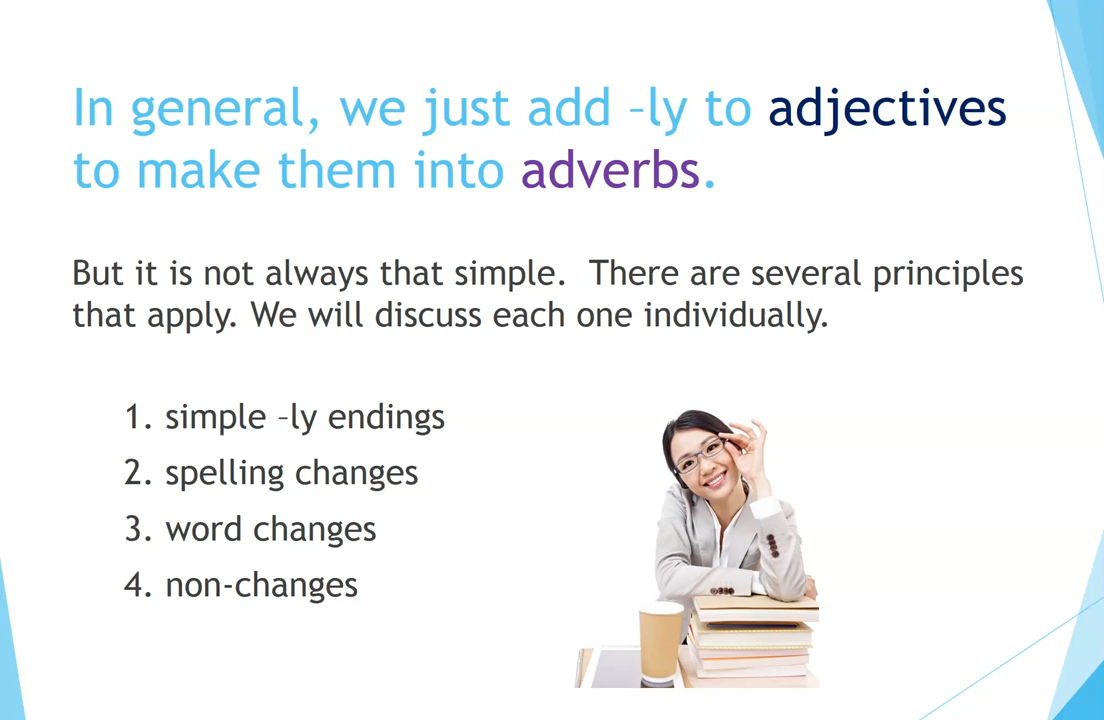 In general, we just add –ly to adjectives
to make them into adverbs.
But it is not always that simple.  There are several principles
that apply. We will discuss each one individually.
1. simple –ly endings
2. spelling changes
3. word changes
4. non-changes